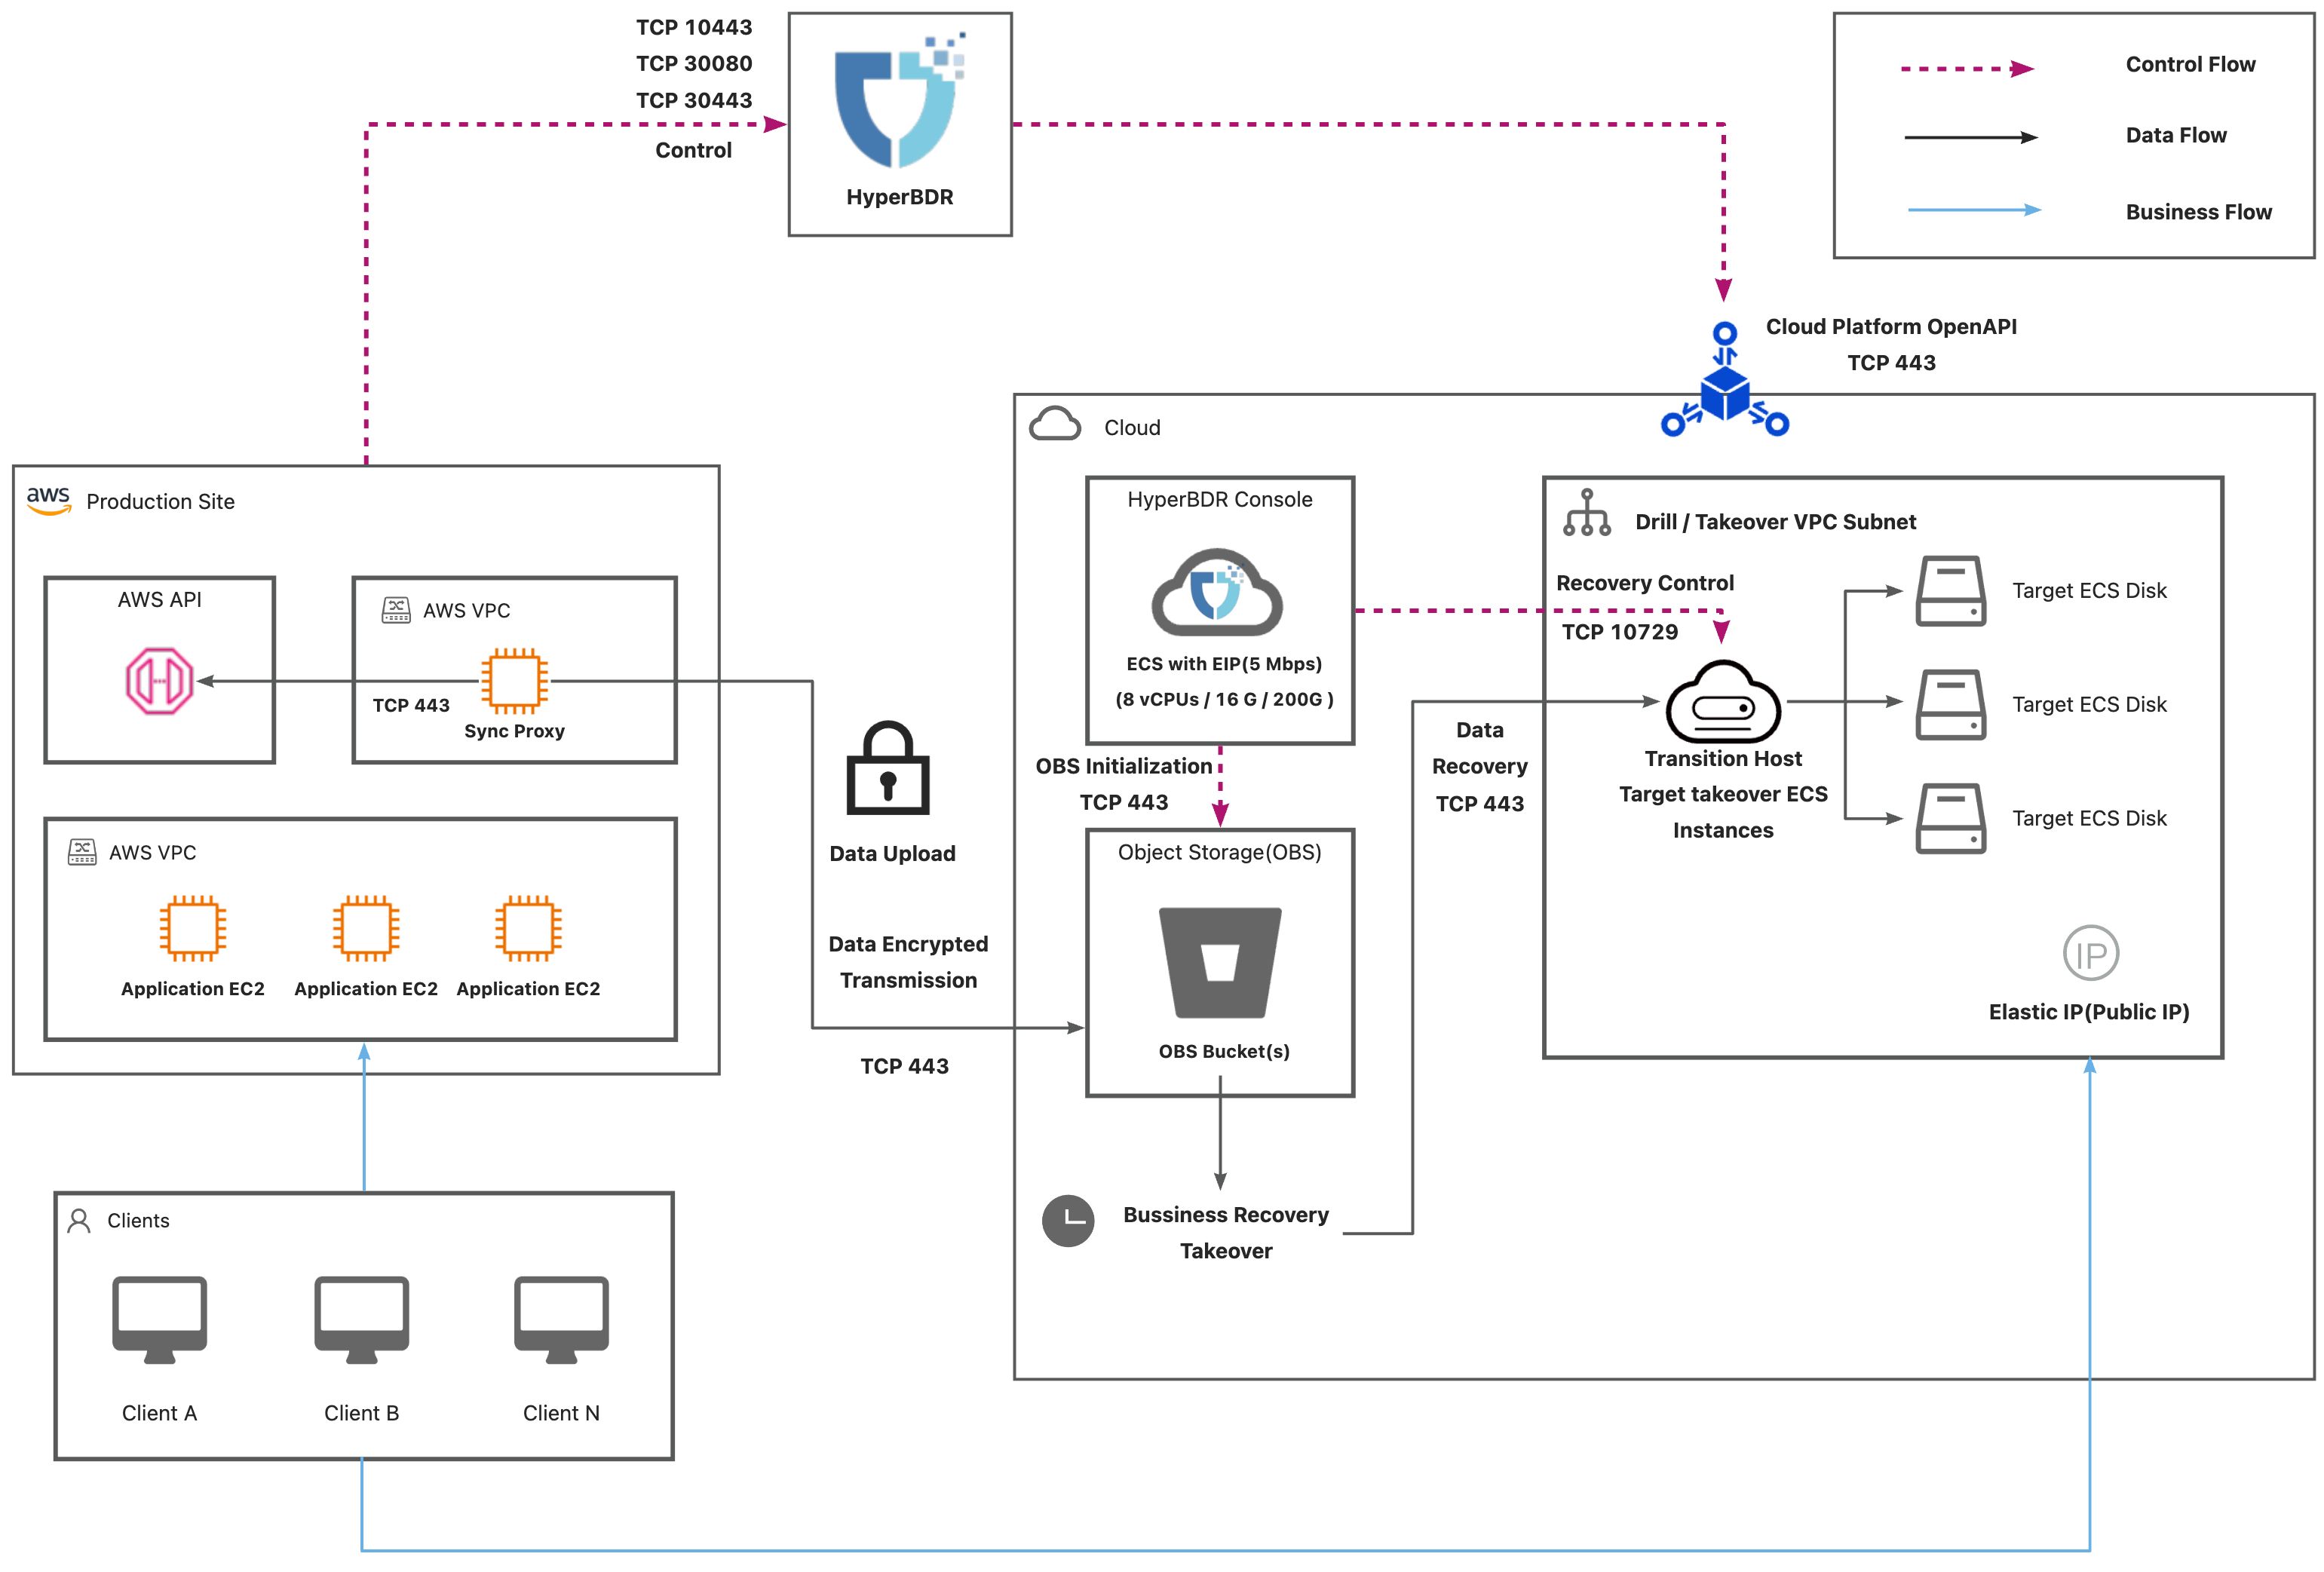 TCP 10443
TCP 30080
TCP 30443
Control
HyperBDR
Control Flow
Data Flow
Business Flow
Cloud Platform OpenAPI
TCP 443
aws
Production Site
AWS API
AWS VPC
TCP 443
Sync Proxy
AWS VPC
Application EC2
Application EC2
Application EC2
Clients
Client A
Client B
Client N
Data Upload
Data Encrypted
Transmission
TCP 443
Cloud
HyperBDR Console
ECS with EIP(5 Mbps)
(8 vCPUs / 16 G / 200G )
OBS Initialization
TCP 443
Object Storage(OBS)
OBS Bucket(s)
Bussiness Recovery
Takeover
Data
Recovery
TCP 443
Drill / Takeover VPC Subnet
Recovery Control
TCP 10729
Transition Host
Target takeover ECS
Instances
Target ECS Disk
Target ECS Disk
Target ECS Disk
IP
Elastic IP(Public IP)